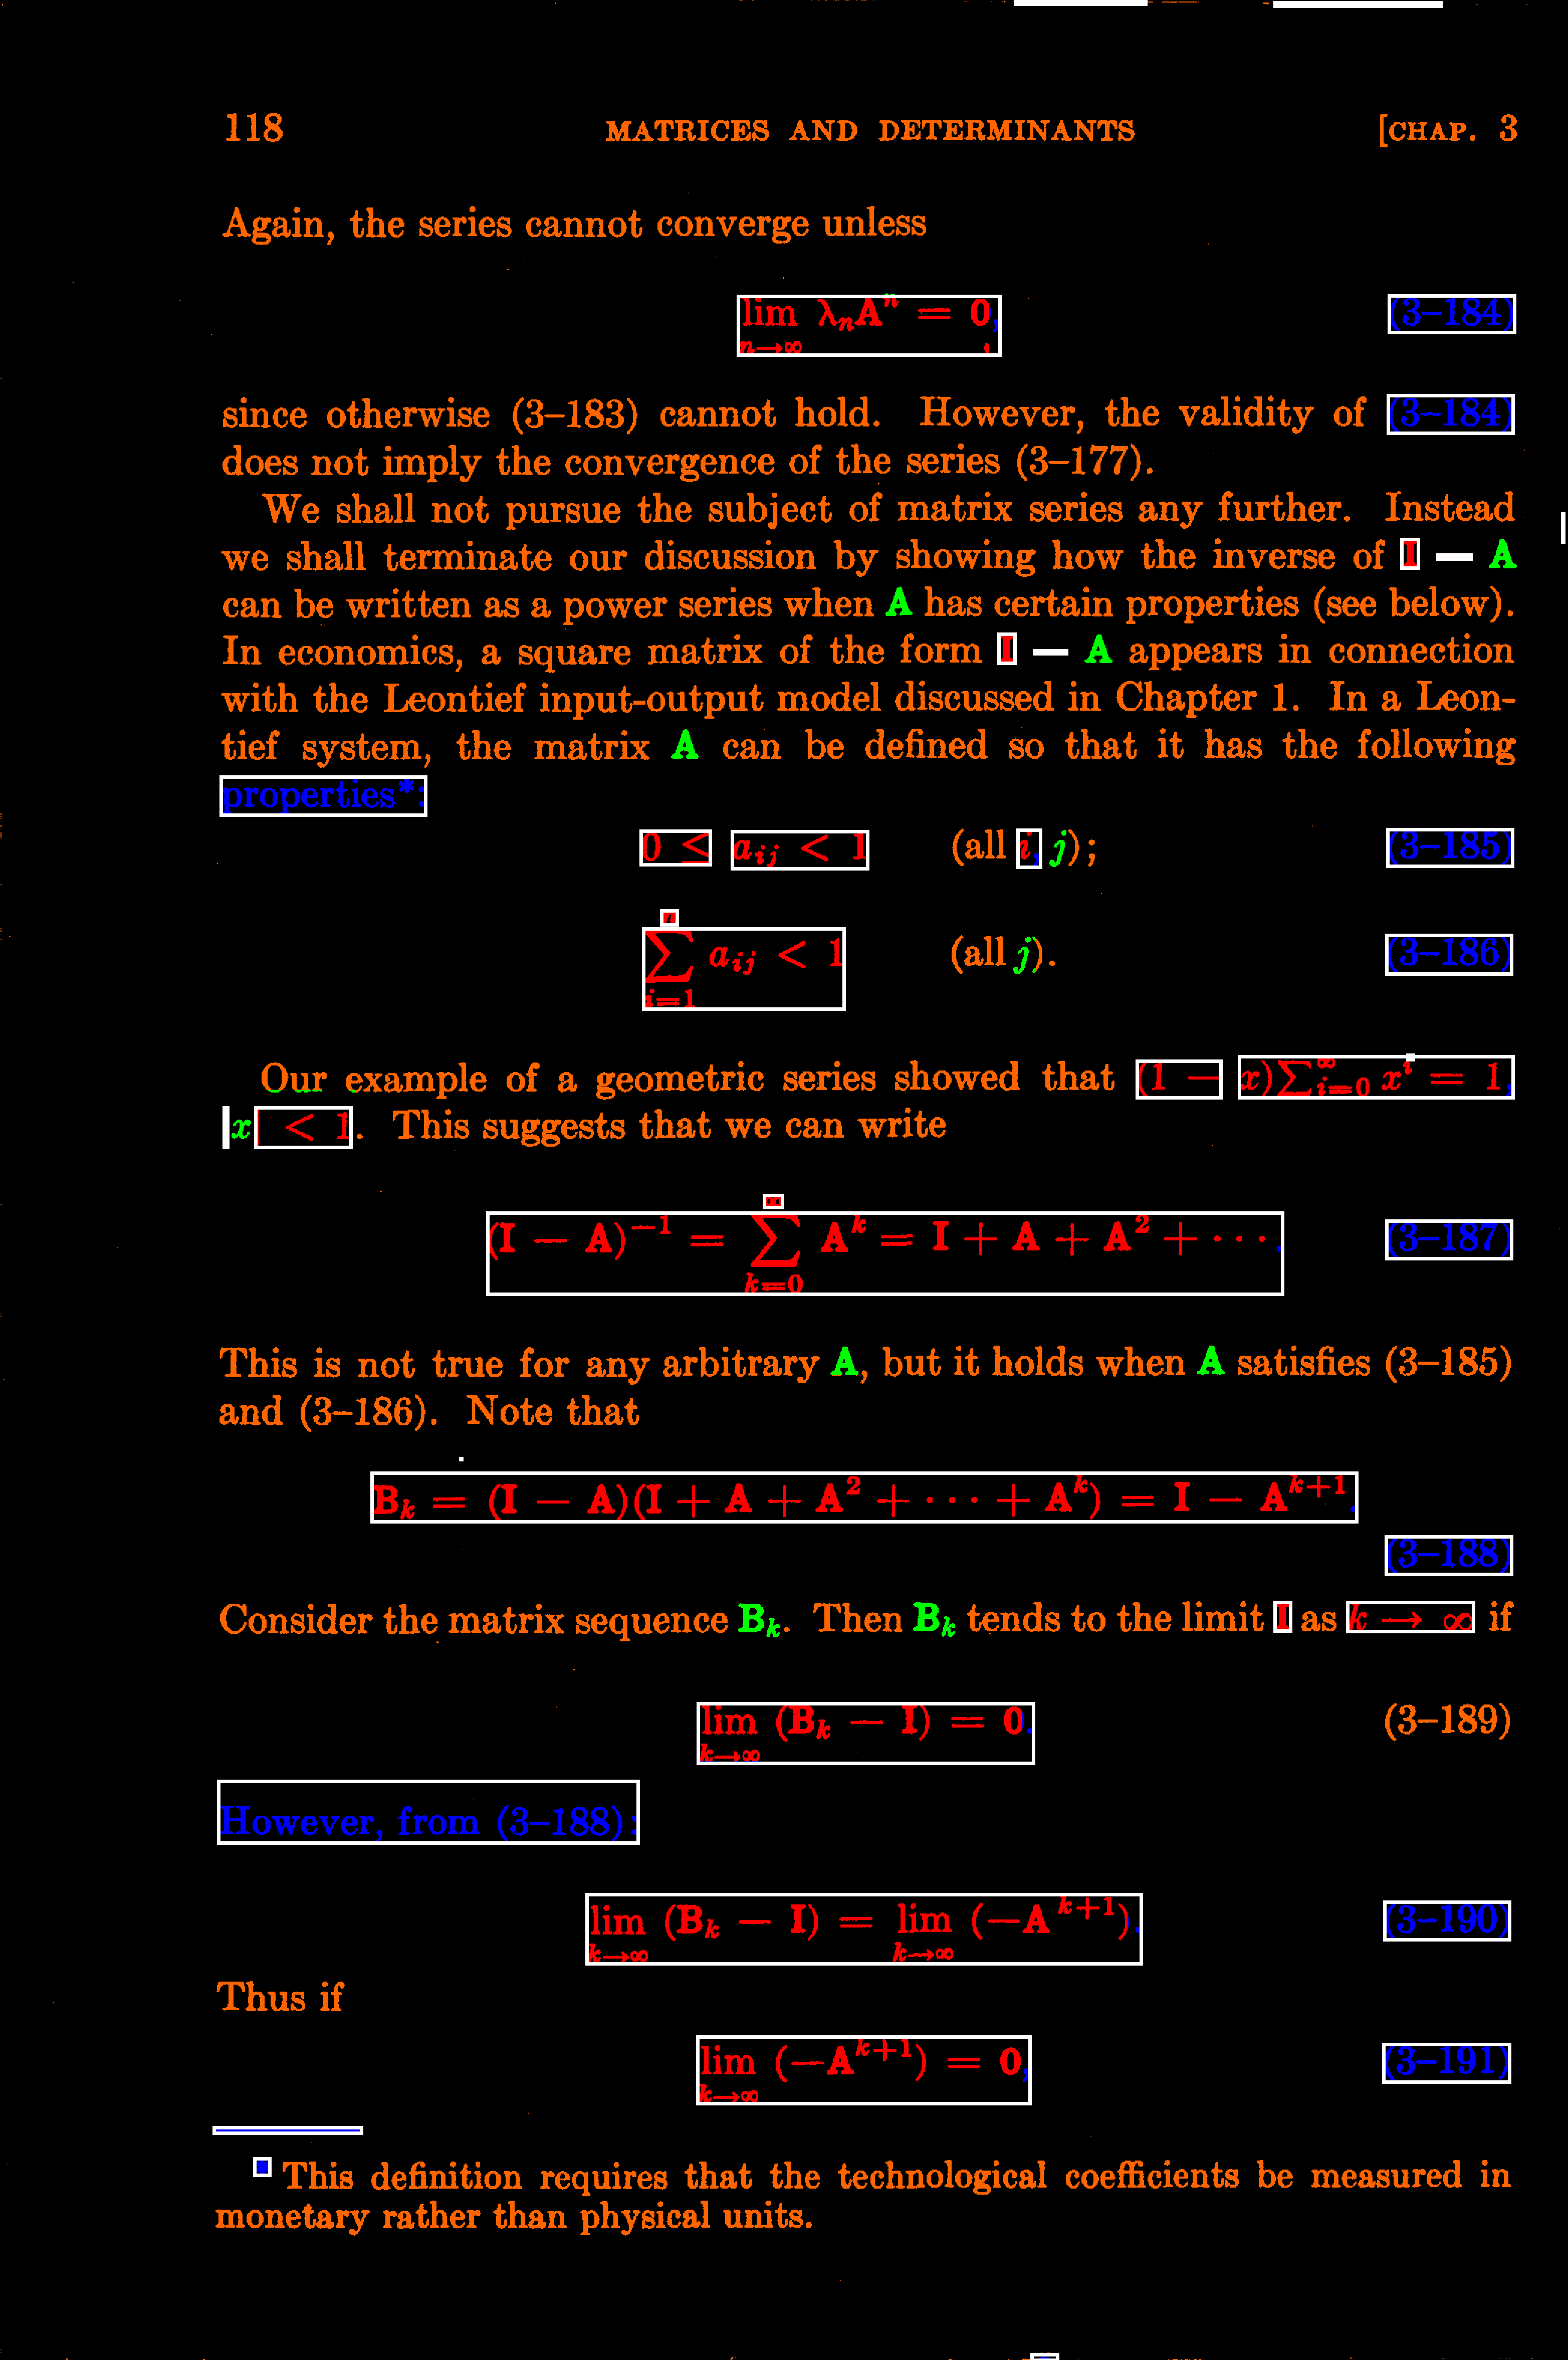 118 MATRICES AND DETERMINANTS [CHAP. 3
Again, the series cannot converge unless
lim λₙAⁿ = 0, (3–184)
n→∞
since otherwise (3–183) cannot hold. However, the validity of (3–184)
does not imply the convergence of the series (3–177).
We shall not pursue the subject of matrix series any further. Instead
we shall terminate our discussion by showing how the inverse of I — A
can be written as a power series when A has certain properties (see below).
In economics, a square matrix of the form I — A appears in connection
with the Leontief input-output model discussed in Chapter 1. In a Leon-
tief system, the matrix A can be defined so that it has the following
properties*:
0 ≤ aᵢⱼ < 1 (all i, j); (3–185)
n
∑ aᵢⱼ < 1 (all j). (3–186)
i=1
Our example of a geometric series showed that (1 − x)∑_{i=0}^∞ xⁱ = 1,
|x| < 1. This suggests that we can write
∞
(I − A)⁻¹ = ∑ Aᵏ = I + A + A² + · · ·. (3–187)
k=0
This is not true for any arbitrary A, but it holds when A satisfies (3–185)
and (3–186). Note that
Bₖ = (I − A)(I + A + A² + · · · + Aᵏ) = I − Aᵏ⁺¹.
(3–188)
Consider the matrix sequence Bₖ. Then Bₖ tends to the limit I as k → ∞ if
lim (Bₖ − I) = 0. (3–189)
k→∞
However, from (3–188):
lim (Bₖ − I) = lim (−Aᵏ⁺¹). (3–190)
k→∞ k→∞
Thus if
lim (−Aᵏ⁺¹) = 0, (3–191)
k→∞
* This definition requires that the technological coefficients be measured in
monetary rather than physical units.